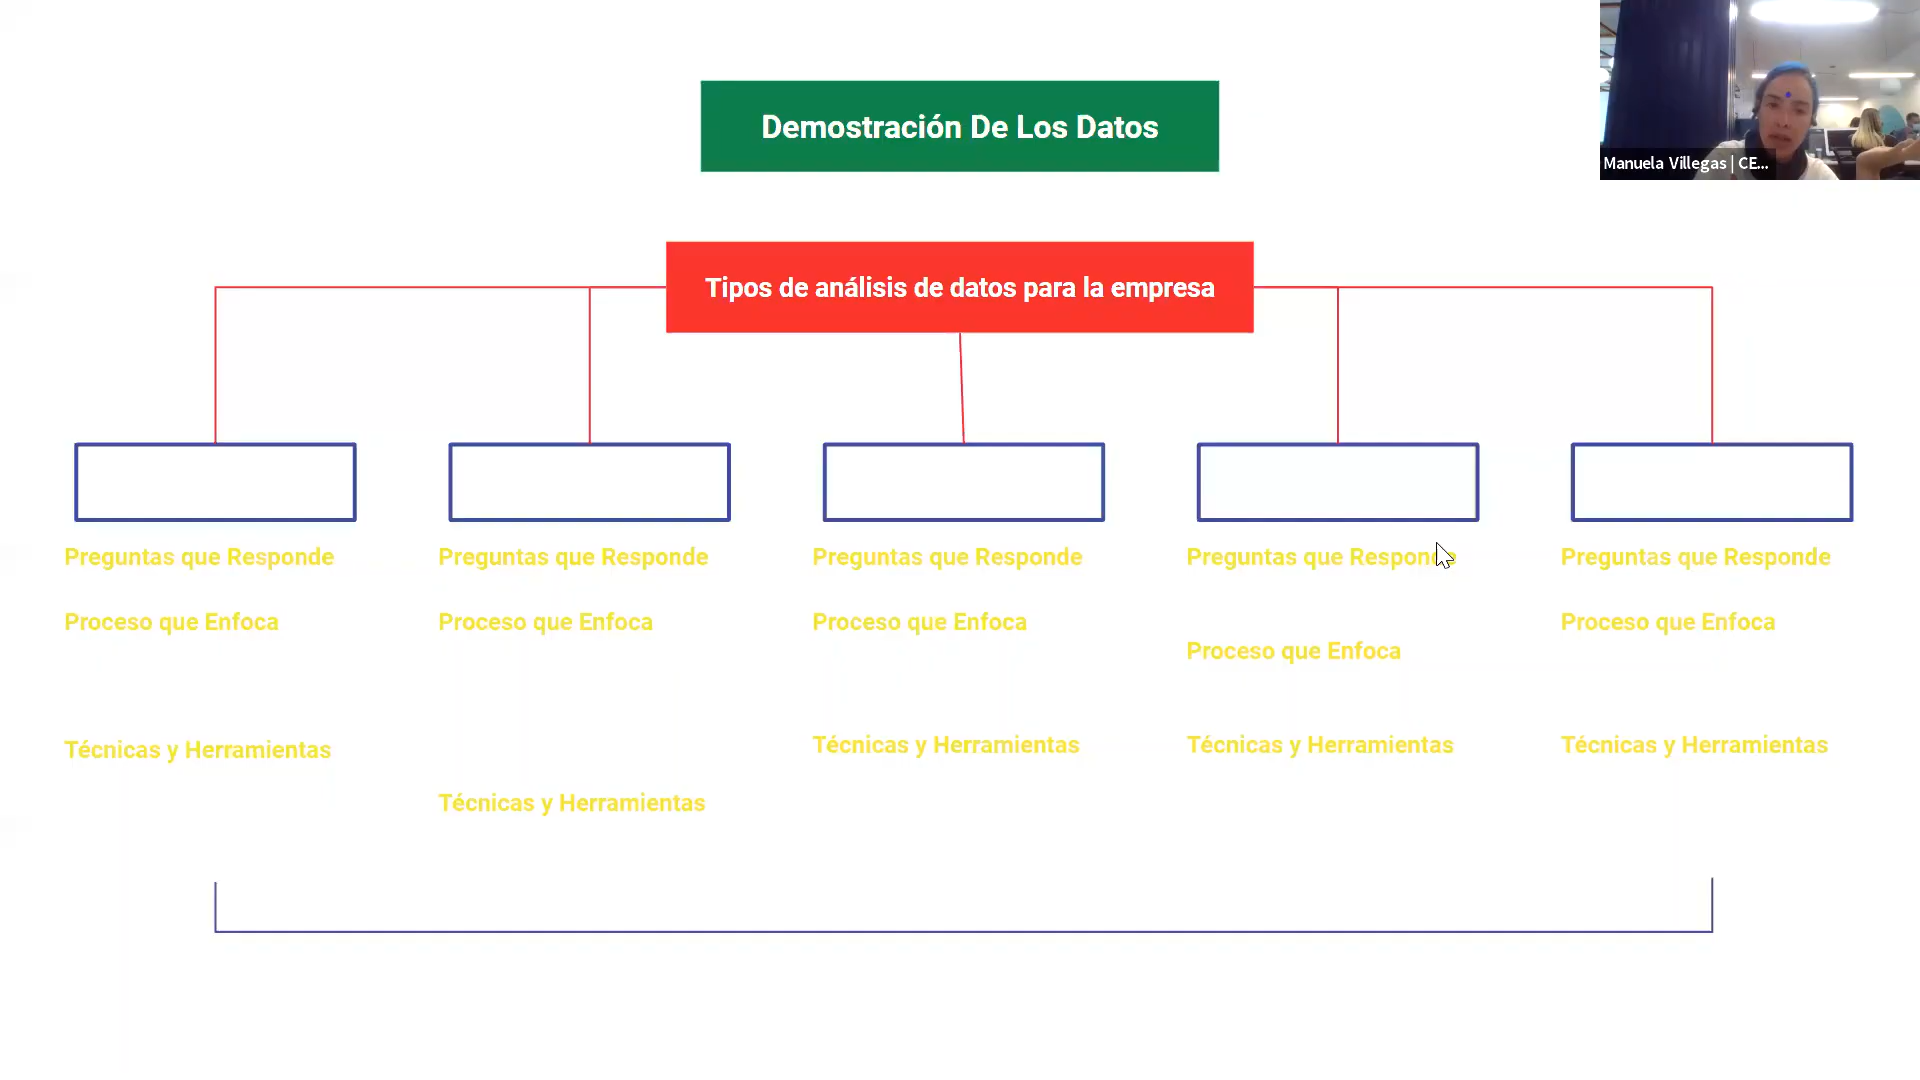 Demostración De Los Datos
Manuela Villegas | CE...
Tipos de análisis de datos para la empresa
Preguntas que Responde
Preguntas que Responde
Preguntas que Responde
Preguntas que Responde
Preguntas que Responde
Proceso que Enfoca
Proceso que Enfoca
Proceso que Enfoca
Proceso que Enfoca
Proceso que Enfoca
Técnicas y Herramientas
Técnicas y Herramientas
Técnicas y Herramientas
Técnicas y Herramientas
Técnicas y Herramientas